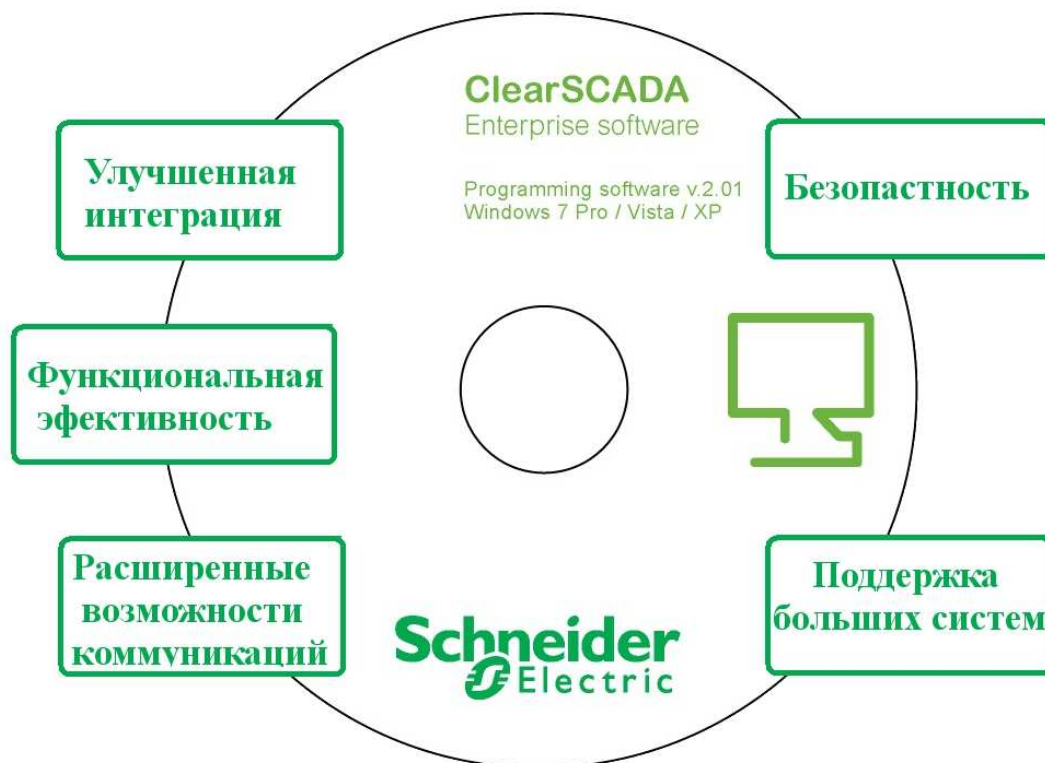 ClearSCADA
Enterprise software
Programming software v.2.01
Windows 7 Pro / Vista / XP
Улучшенная
интеграция
Безопастность
Функциональная
эфективность
Расширенные
возможности
коммуникаций
Поддержка
больших систем
Schneider
Electric